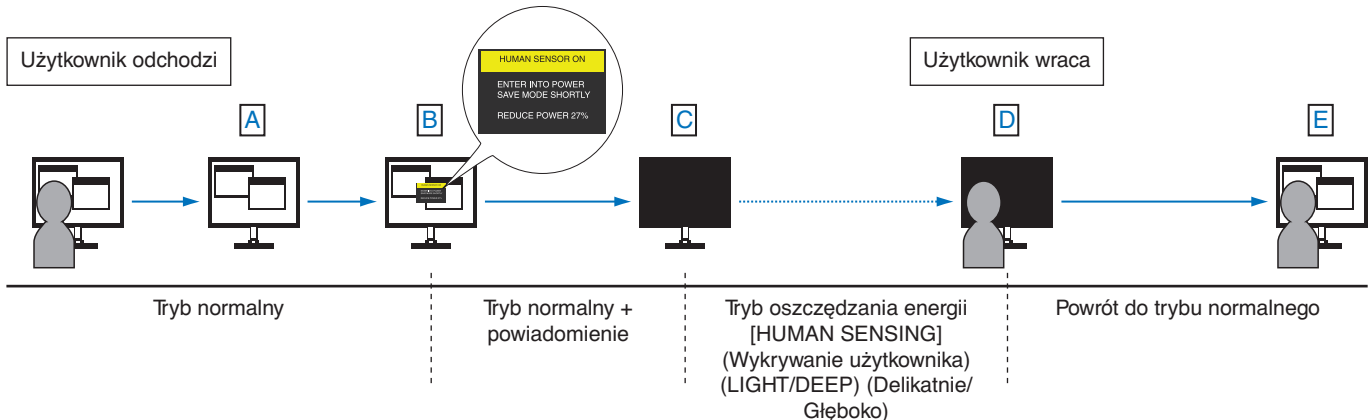 Użytkownik odchodzi
HUMAN SENSOR ON
ENTER INTO POWER
SAVE MODE SHORTLY
REDUCE POWER 27%
Użytkownik wraca
A
B
C
D
E
Tryb normalny
Tryb normalny +
powiadomienie
Tryb oszczędzania energii
[HUMAN SENSING]
(Wykrywanie użytkownika)
(LIGHT/DEEP) (Delikatnie/
Głęboko)
Powrót do trybu normalnego